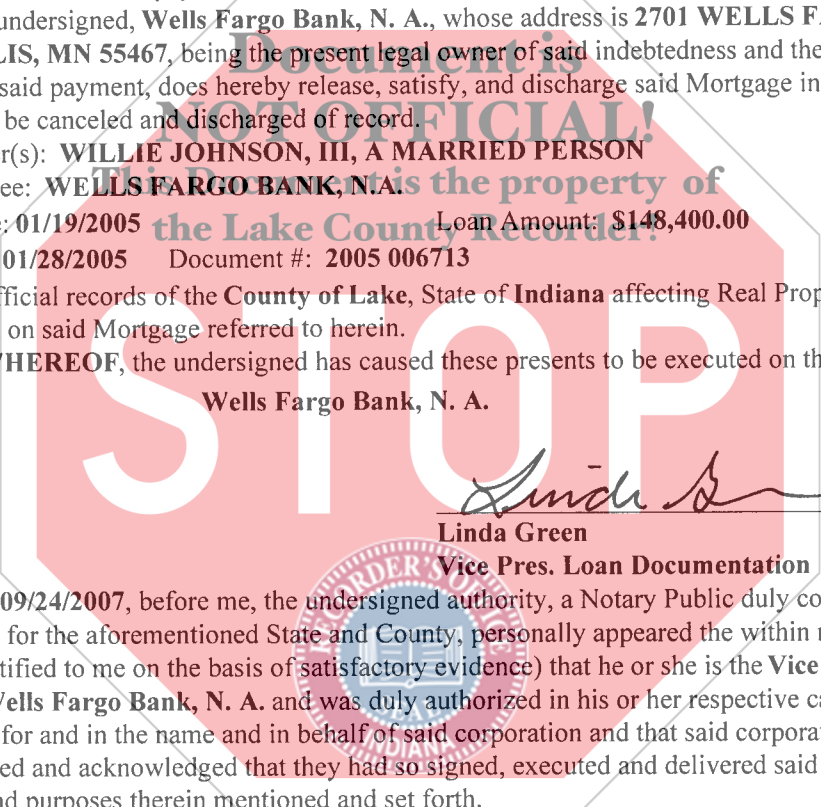 undersigned, Wells Fargo Bank, N. A., whose address is 2701 WELLS F
LIS, MN 55467, being the present legal owner of said indebtedness and the
said payment, does hereby release, satisfy, and discharge said Mortgage in
be canceled and discharged of record.
r(s): WILLIE JOHNSON, III, A MARRIED PERSON
ee: WELLS FARGO BANK, N.A.
: 01/19/2005 Loan Amount: $148,400.00
01/28/2005 Document #: 2005 006713
fficial records of the County of Lake, State of Indiana affecting Real Prop
on said Mortgage referred to herein.
HEREOF, the undersigned has caused these presents to be executed on th
Wells Fargo Bank, N. A.
Linda Green
Vice Pres. Loan Documentation
09/24/2007, before me, the undersigned authority, a Notary Public duly co
for the aforementioned State and County, personally appeared the within
tified to me on the basis of satisfactory evidence) that he or she is the Vice
Wells Fargo Bank, N. A. and was duly authorized in his or her respective ca
for and in the name and in behalf of said corporation and that said corpora
ed and acknowledged that they had so signed, executed and delivered said
nd purposes therein mentioned and set forth.
Document is
NOT OFFICIAL!
This Document is the property of
the Lake County Recorder!
STOP
RECORDER'S OFFICE
SEAL
INDIANA